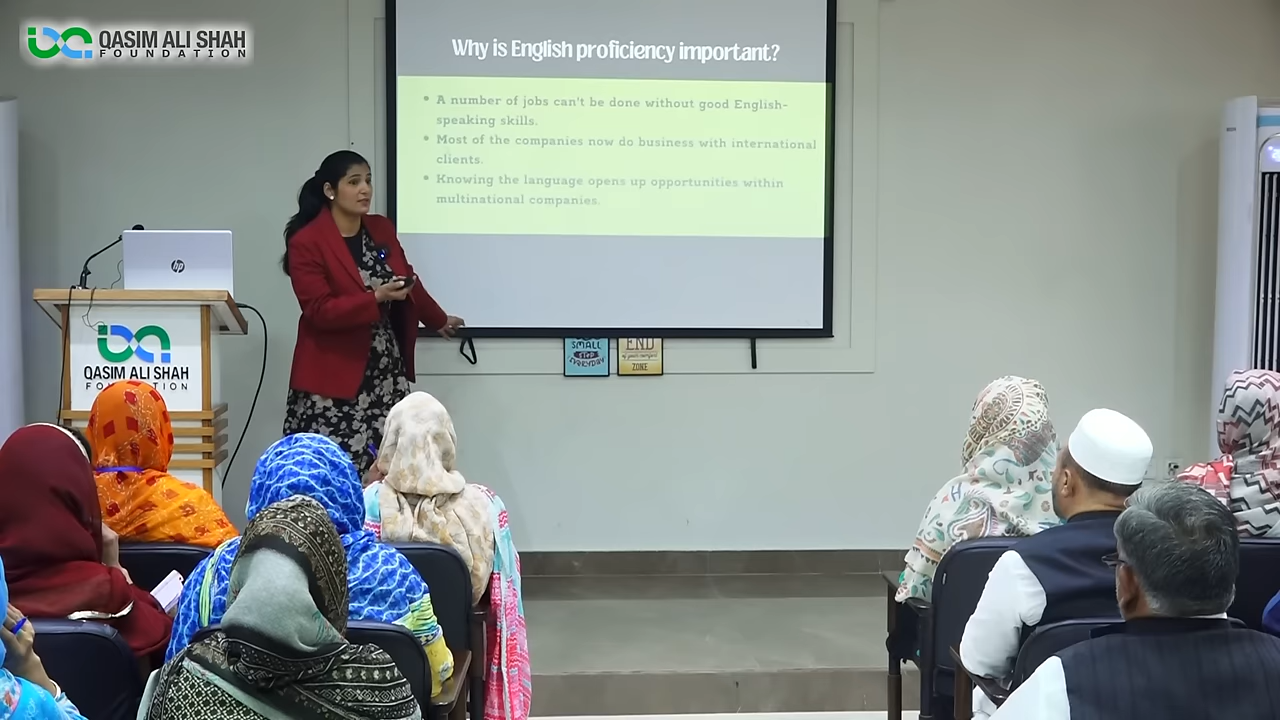 QASIM ALI SHAH
FOUNDATION
Why is English proficiency important?
• A number of jobs can't be done without good English-
speaking skills.
• Most of the companies now do business with international
clients.
• Knowing the language opens up opportunities within
multinational companies.
hp
QASIM ALI SHAH
FOUNDATION
SMALL
STEP
EVERYDAY
END
ZONE